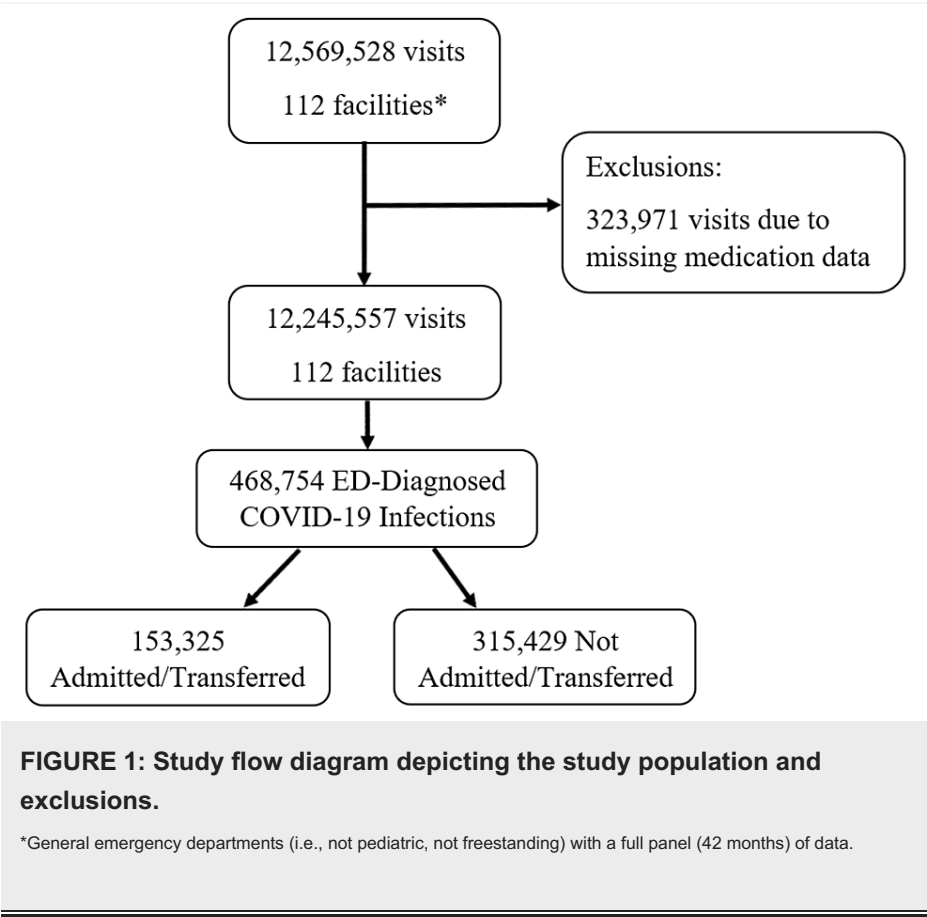 12,569,528 visits
112 facilities*
Exclusions:
323,971 visits due to
missing medication data
12,245,557 visits
112 facilities
468,754 ED-Diagnosed
COVID-19 Infections
153,325
Admitted/Transferred
315,429 Not
Admitted/Transferred
FIGURE 1: Study flow diagram depicting the study population and
exclusions.
*General emergency departments (i.e., not pediatric, not freestanding) with a full panel (42 months) of data.